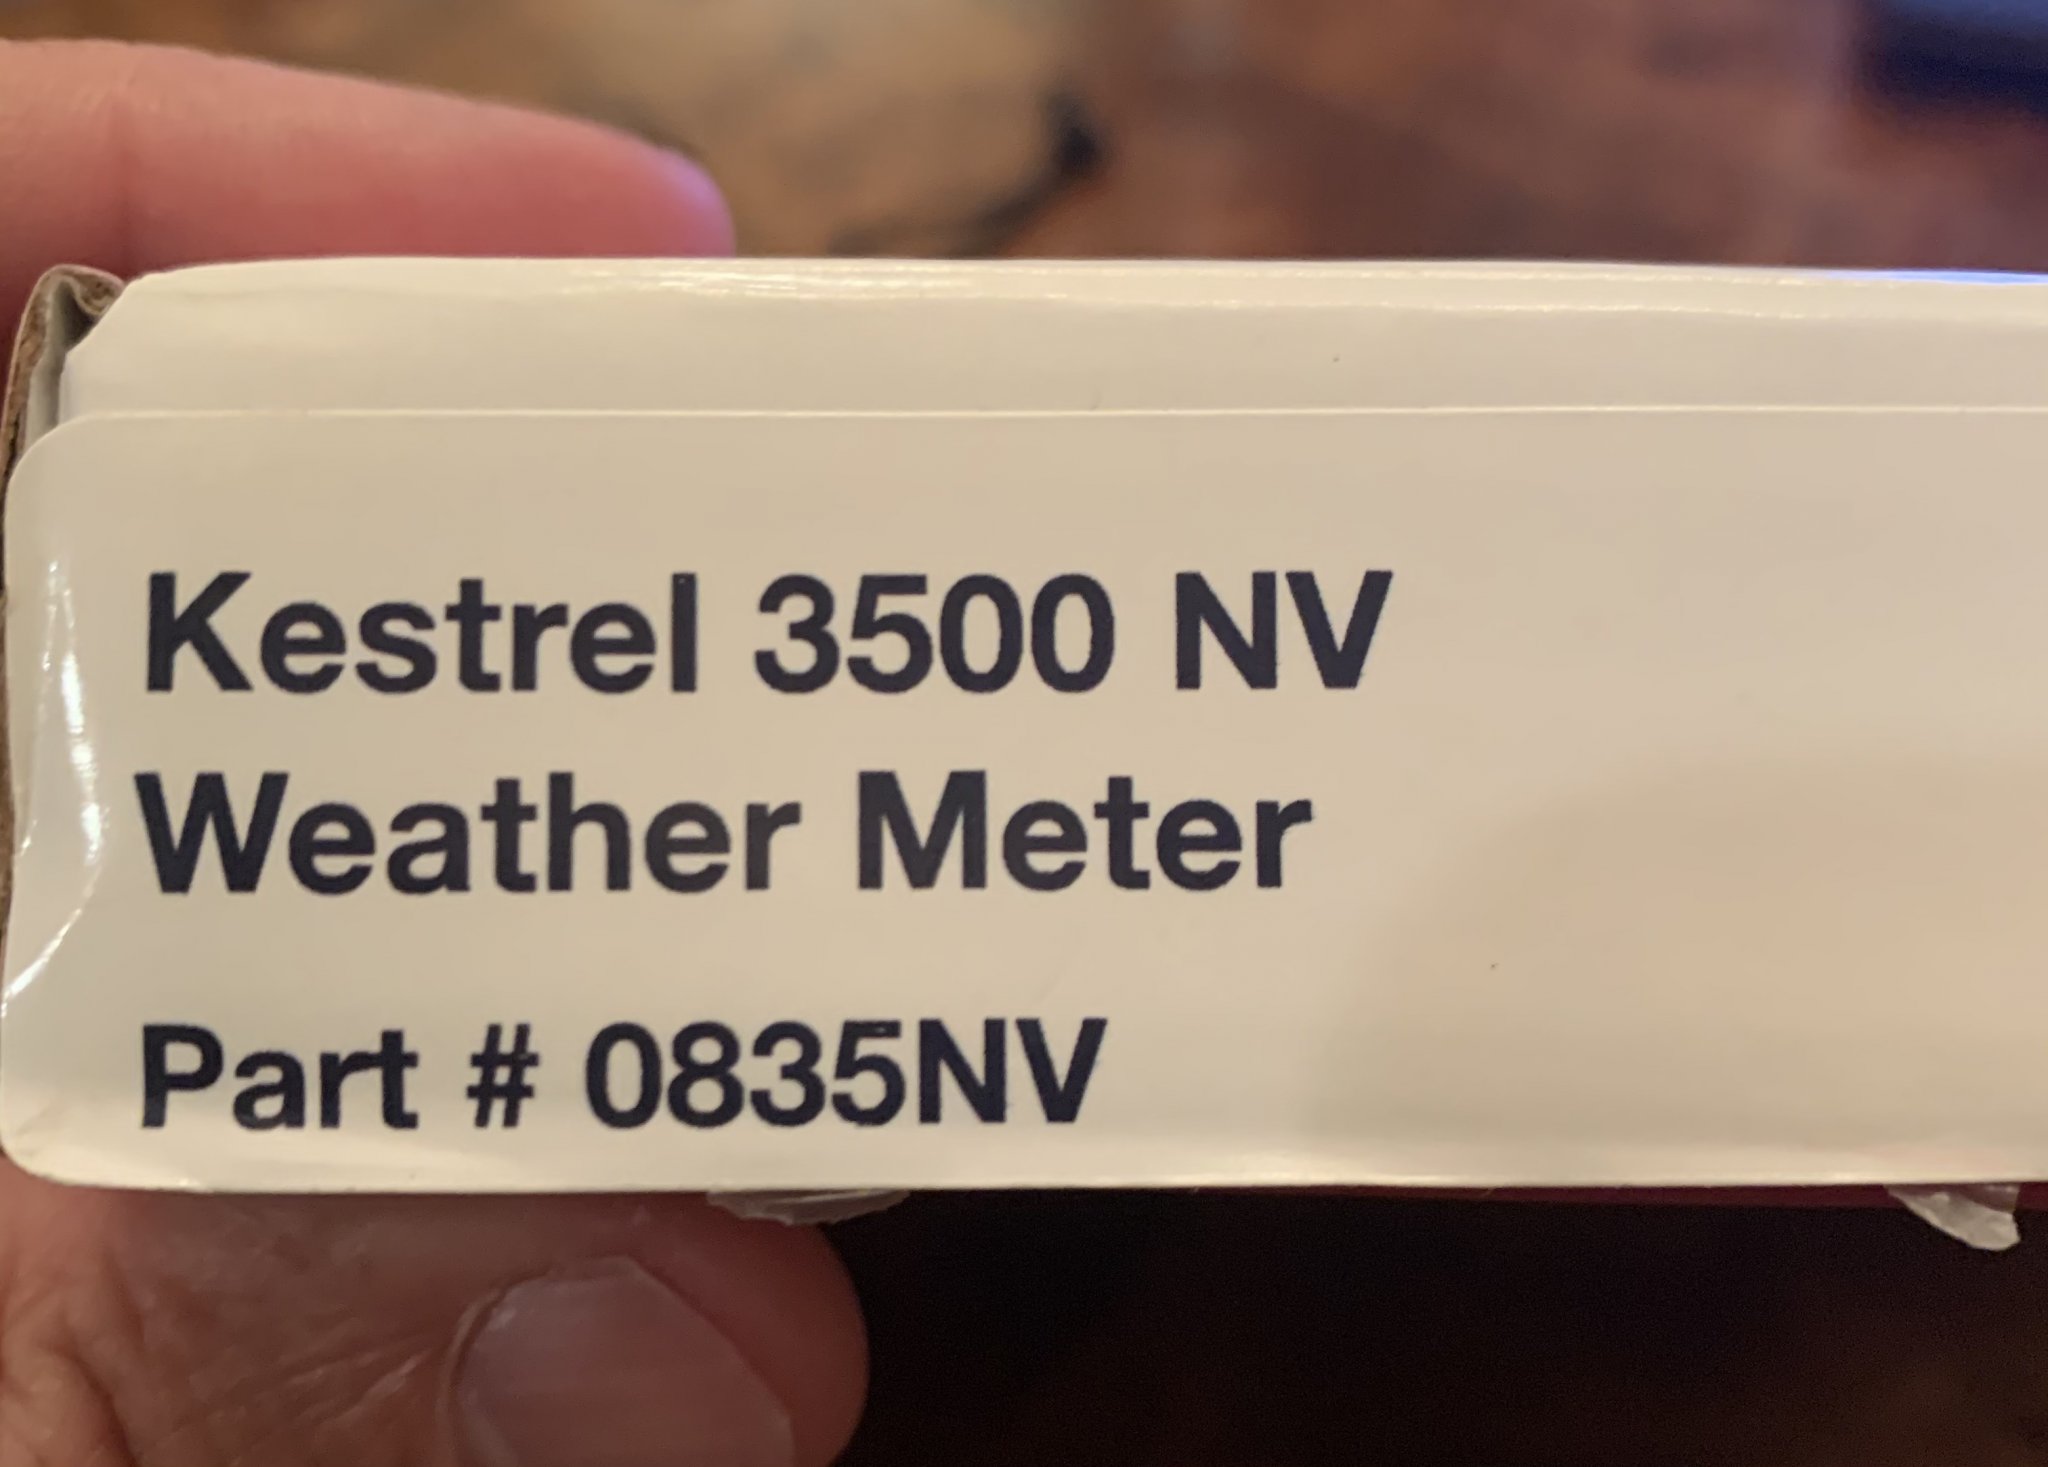 Kestrel 3500 NV
Weather Meter
Part # 0835NV